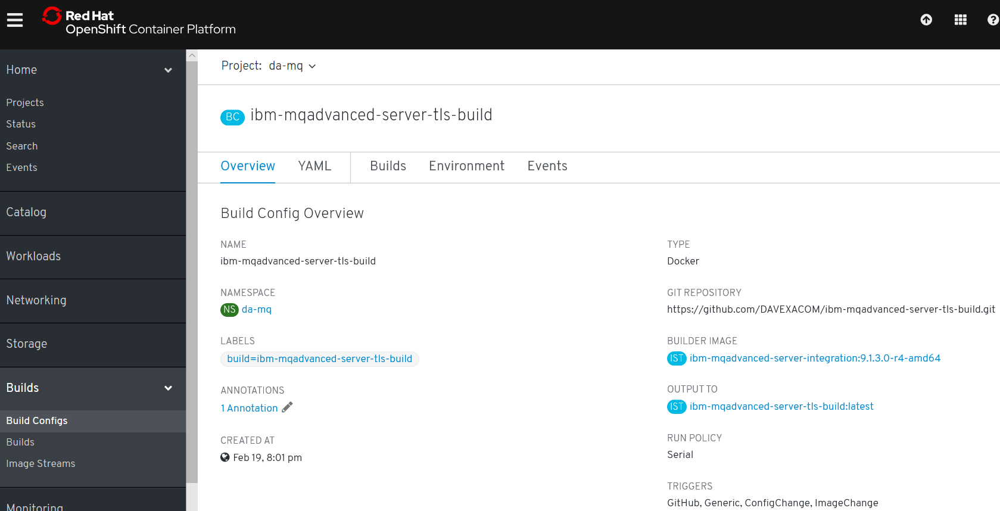 Red Hat
OpenShift Container Platform
Home
Projects
Status
Search
Events
Catalog
Workloads
Networking
Storage
Builds
Build Configs
Builds
Image Streams
Monitoring
Project: da-mq
BC ibm-mqadvanced-server-tls-build
Overview YAML Builds Environment Events
Build Config Overview
NAME
ibm-mqadvanced-server-tls-build
NAMESPACE
NS da-mq
LABELS
build=ibm-mqadvanced-server-tls-build
ANNOTATIONS
1 Annotation
CREATED AT
Feb 19, 8:01 pm
TYPE
Docker
GIT REPOSITORY
https://github.com/DAVEXACOM/ibm-mqadvanced-server-tls-build.git
BUILDER IMAGE
IST ibm-mqadvanced-server-integration:9.1.3.0-r4-amd64
OUTPUT TO
IST ibm-mqadvanced-server-tls-build:latest
RUN POLICY
Serial
TRIGGERS
GitHub, Generic, ConfigChange, ImageChange